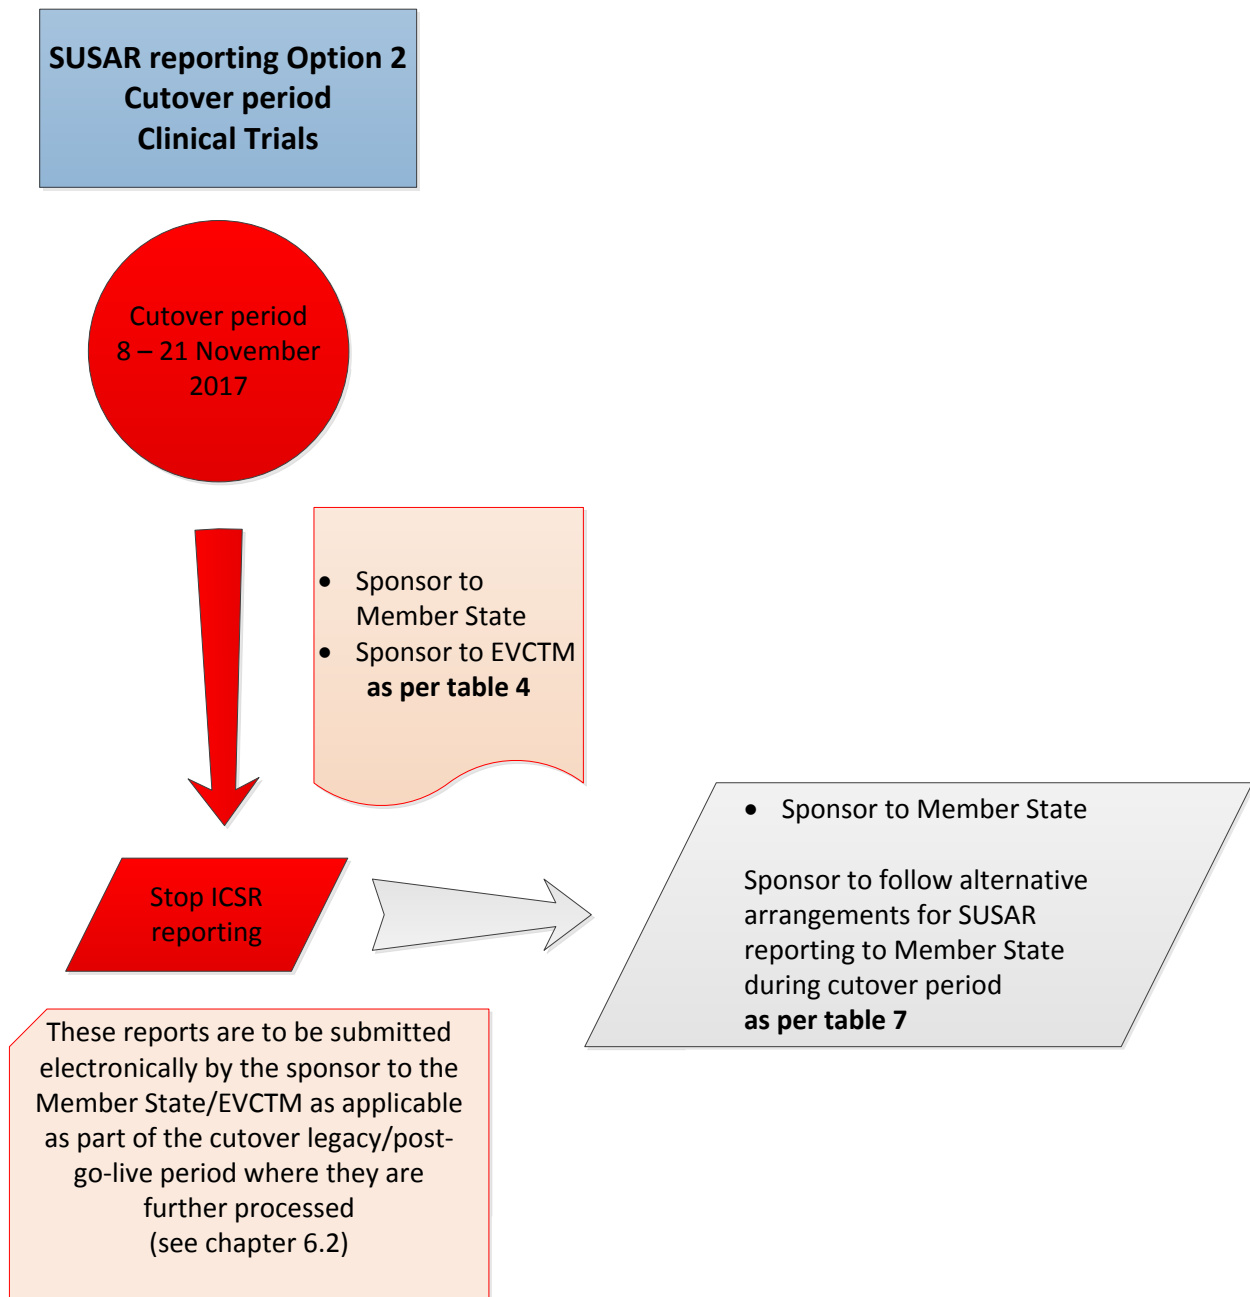 SUSAR reporting Option 2
Cutover period
Clinical Trials
Cutover period
8 – 21 November
2017
• Sponsor to
Member State
• Sponsor to EVCTM
as per table 4
Stop ICSR
reporting
• Sponsor to Member State
Sponsor to follow alternative
arrangements for SUSAR
reporting to Member State
during cutover period
as per table 7
These reports are to be submitted
electronically by the sponsor to the
Member State/EVCTM as applicable
as part of the cutover legacy/post-
go-live period where they are
further processed
(see chapter 6.2)